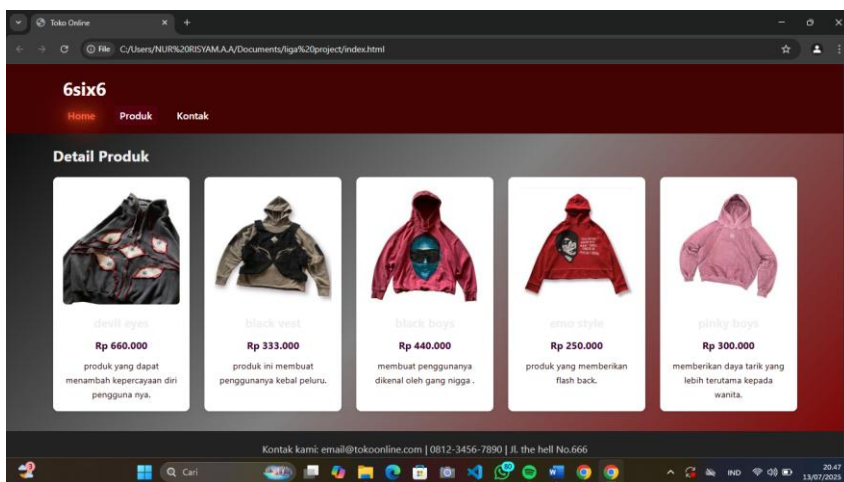 Toko Online
File C:/Users/NUR%20RISYAM.A.A/Documents/liga%20project/index.html
6six6
Home Produk Kontak
Detail Produk
devil eyes
Rp 660.000
produk yang dapat
menambah kepercayaan diri
pengguna nya.
black vest
Rp 333.000
produk ini membuat
penggunanya kebal peluru.
black boys
Rp 440.000
membuat penggunanya
dikenal oleh gang nigga .
emo style
Rp 250.000
produk yang memberikan
flash back.
pinky boys
Rp 300.000
memberikan daya tarik yang
lebih terutama kepada
wanita.
Kontak kami: email@tokoonline.com | 0812-3456-7890 | Jl. the hell No.666
Cari
IND
20.47
13/07/2025